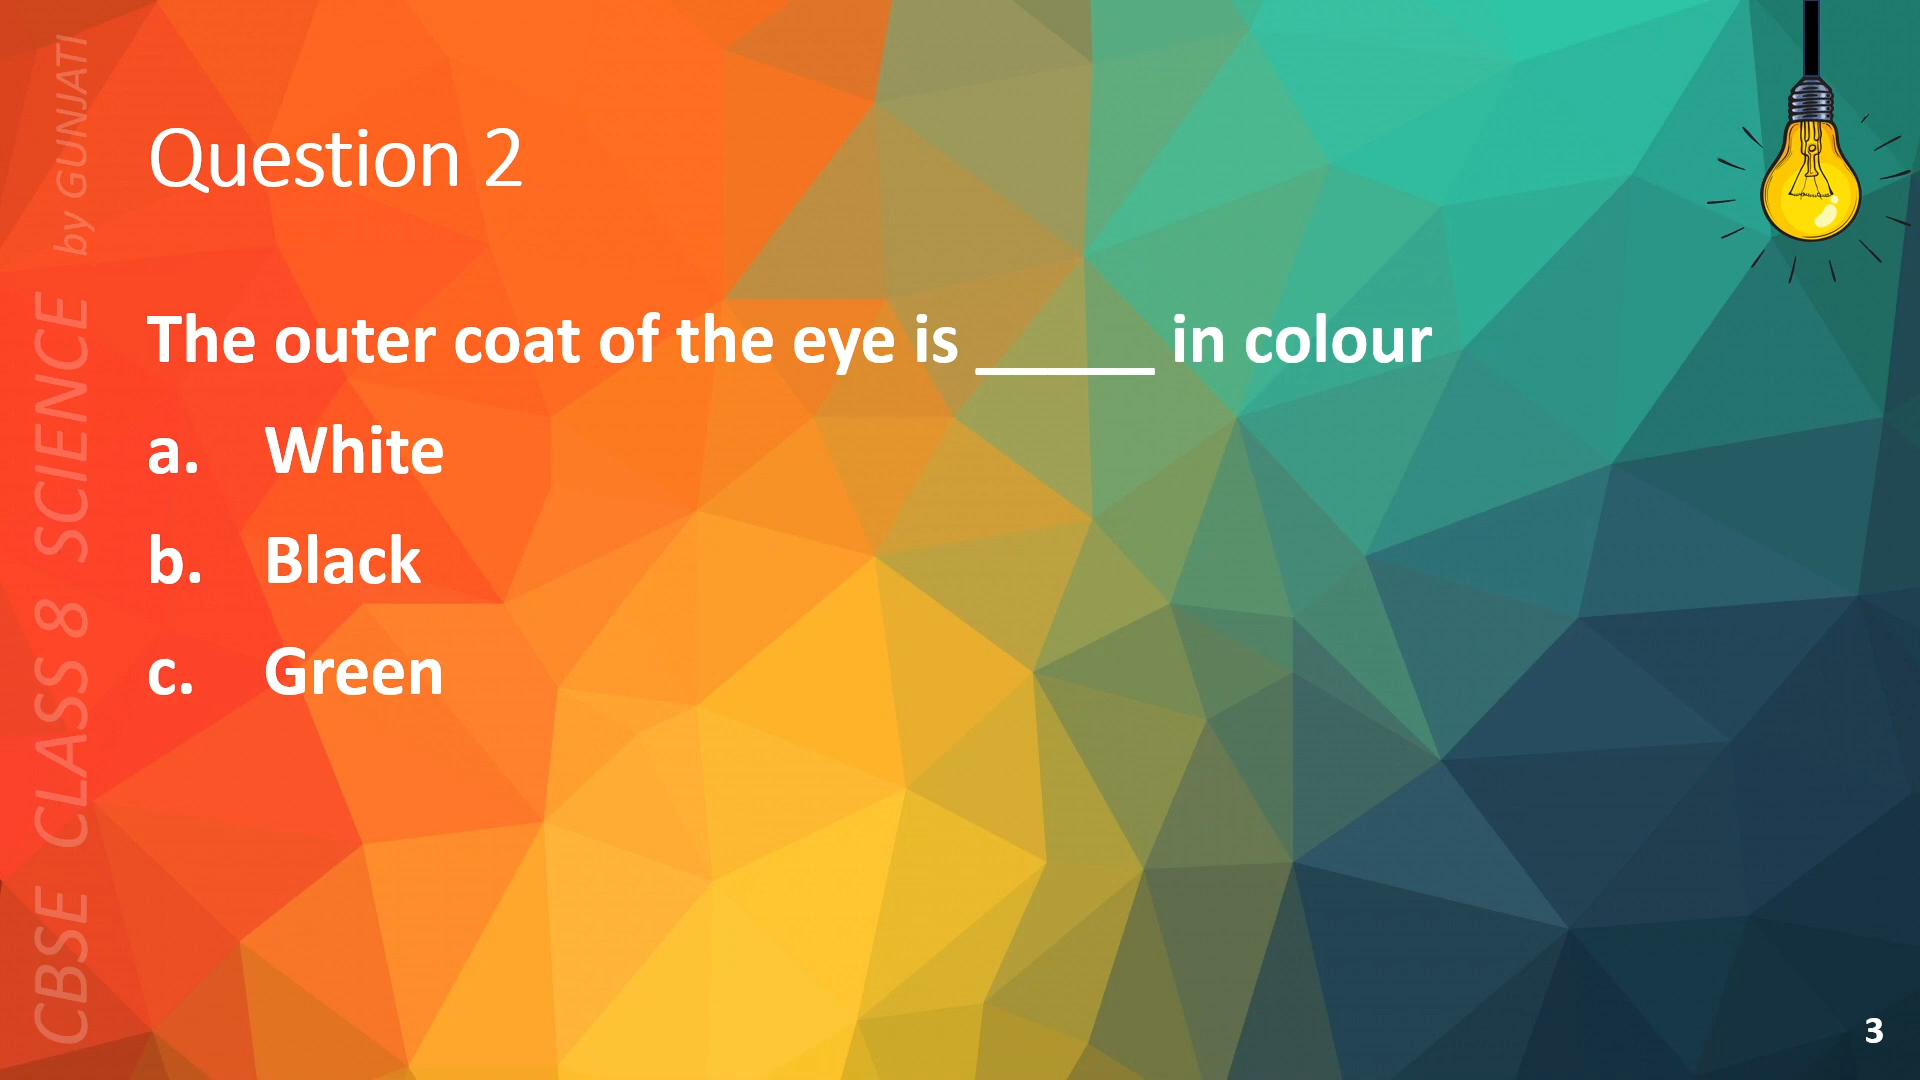 Question 2
The outer coat of the eye is ______ in colour
a. White
b. Black
c. Green
CBSE CLASS 8 SCIENCE by GUNJATI
3